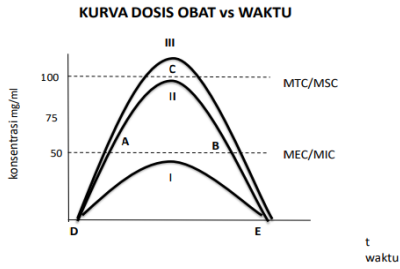 KURVA DOSIS OBAT vs WAKTU
III
C
100
MTC/MSC
II
konsentrasi mg/ml
75
A
B
50
MEC/MIC
I
D
E
t
waktu